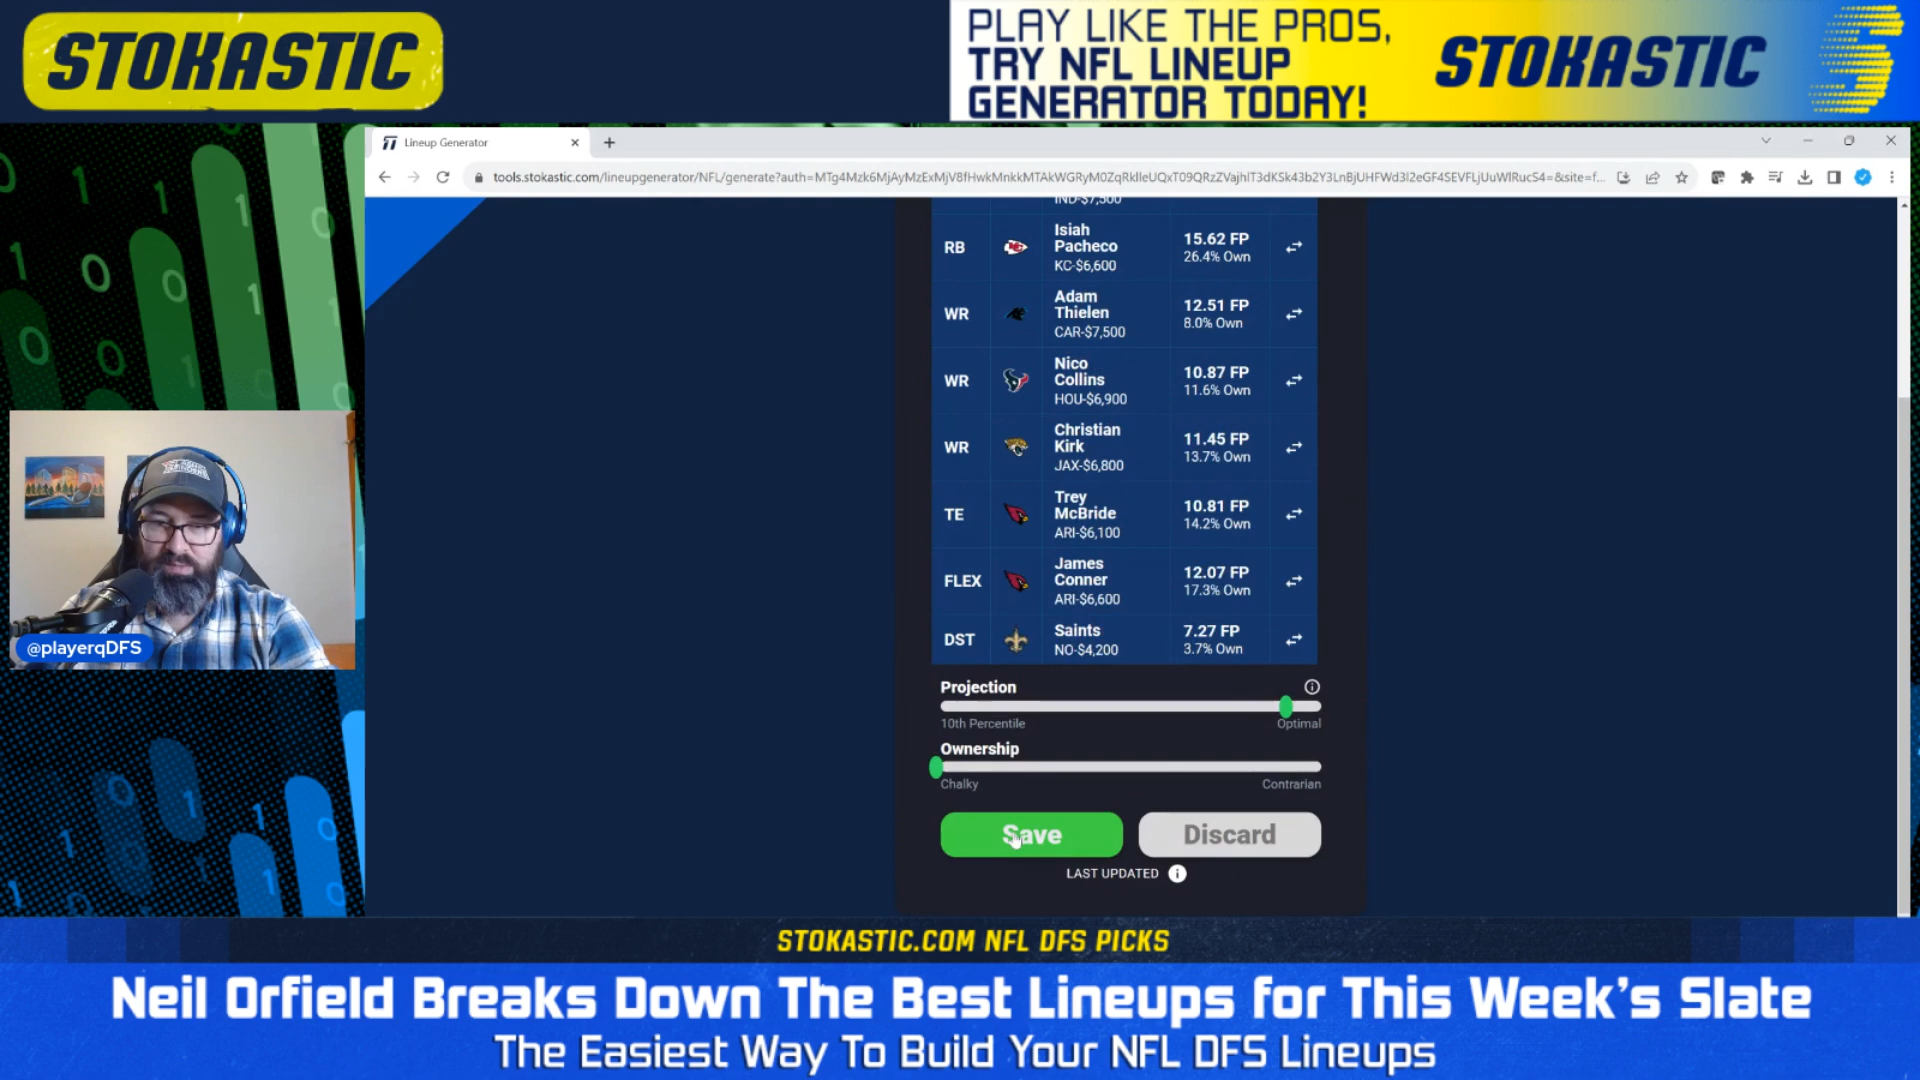 STOKASTIC
PLAY LIKE THE PROS,
TRY NFL LINEUP
GENERATOR TODAY!
STOKASTIC
Lineup Generator
IND-$7,500
RB
Isiah
Pacheco
KC-$6,600
15.62 FP
26.4% Own
WR
Adam
Thielen
CAR-$7,500
12.51 FP
8.0% Own
WR
Nico
Collins
HOU-$6,900
10.87 FP
11.6% Own
WR
Christian
Kirk
JAX-$6,800
11.45 FP
13.7% Own
TE
Trey
McBride
ARI-$6,100
10.81 FP
14.2% Own
FLEX
James
Conner
ARI-$6,600
12.07 FP
17.3% Own
DST
Saints
NO-$4,200
7.27 FP
3.7% Own
Projection
10th Percentile
Optimal
Ownership
Chalky
Contrarian
Save
Discard
LAST UPDATED
@playerqDFS
STOKASTIC.COM NFL DFS PICKS
Neil Orfield Breaks Down The Best Lineups for This Week's Slate
The Easiest Way To Build Your NFL DFS Lineups